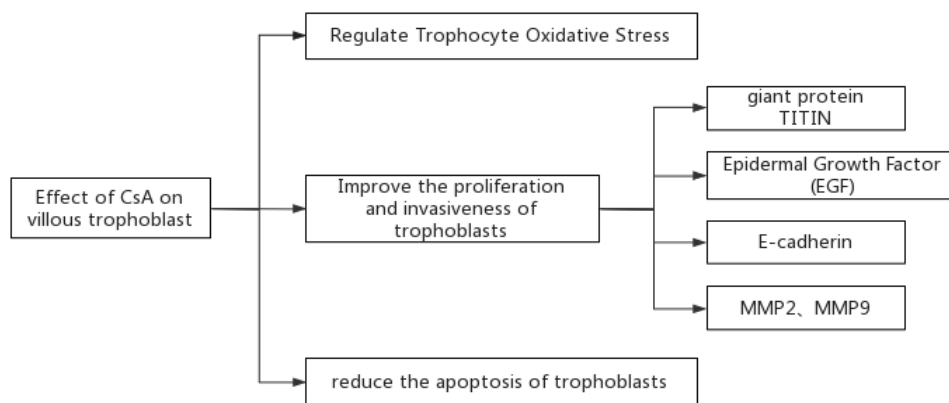 Regulate Trophocyte Oxidative Stress
giant protein
TITIN
Epidermal Growth Factor
(EGF)
Effect of CsA on
villous trophoblast
Improve the proliferation
and invasiveness of
trophoblasts
E-cadherin
MMP2、MMP9
reduce the apoptosis of trophoblasts